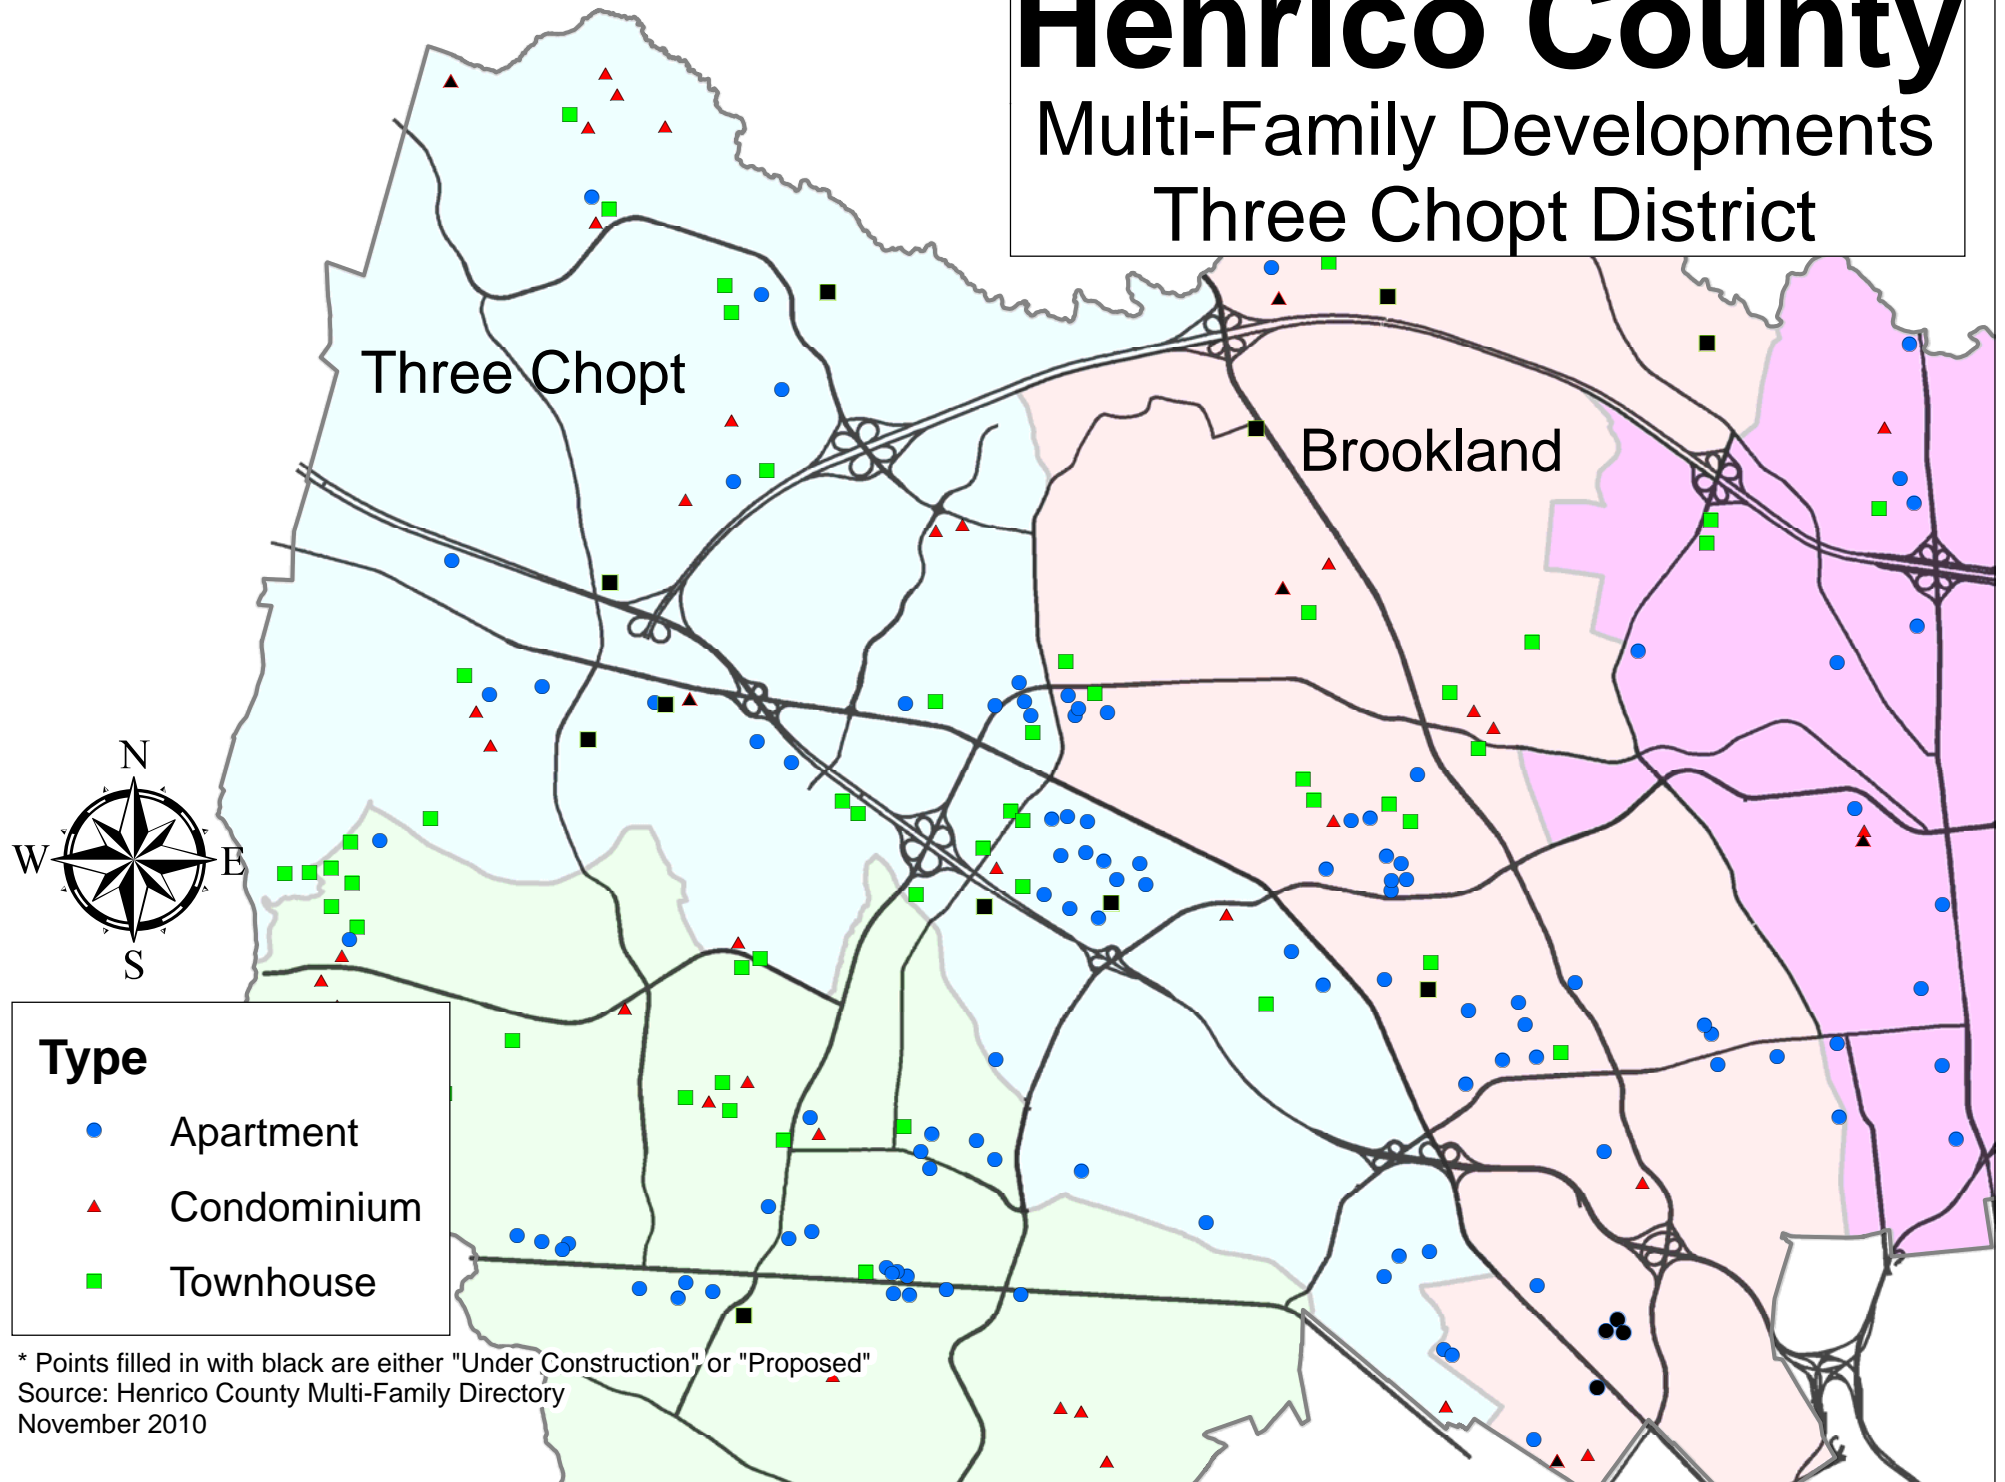 Henrico County
Multi-Family Developments
Three Chopt District
Three Chopt
Brookland
N
W
E
S
Type
Apartment
Condominium
Townhouse
* Points filled in with black are either "Under Construction" or "Proposed"
Source: Henrico County Multi-Family Directory
November 2010